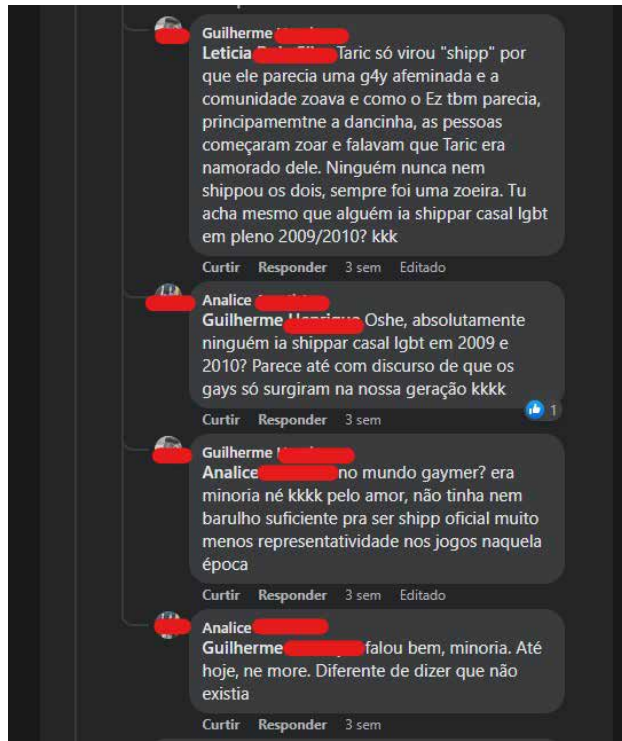 Guilherme
Leticia Taric só virou "shipp" por
que ele parecia uma g4y afeminada e a
comunidade zoava e como o Ez tbm parecia,
principamemtne a dancinha, as pessoas
começaram zoar e falavam que Taric era
namorado dele. Ninguém nunca nem
shippou os dois, sempre foi uma zoeira. Tu
acha mesmo que alguém ia shippar casal lgbt
em pleno 2009/2010? kkk
Curtir Responder 3 sem Editado
Analice
Guilherme Oshe, absolutamente
ninguém ia shippar casal lgbt em 2009 e
2010? Parece até com discurso de que os
gays só surgiram na nossa geração kkkk
1
Curtir Responder 3 sem
Guilherme
Analice no mundo gaymer? era
minoria né kkkk pelo amor, não tinha nem
barulho suficiente pra ser shipp oficial muito
menos representatividade nos jogos naquela
época
Curtir Responder 3 sem Editado
Analice
Guilherme falou bem, minoria. Até
hoje, ne more. Diferente de dizer que não
existia
Curtir Responder 3 sem